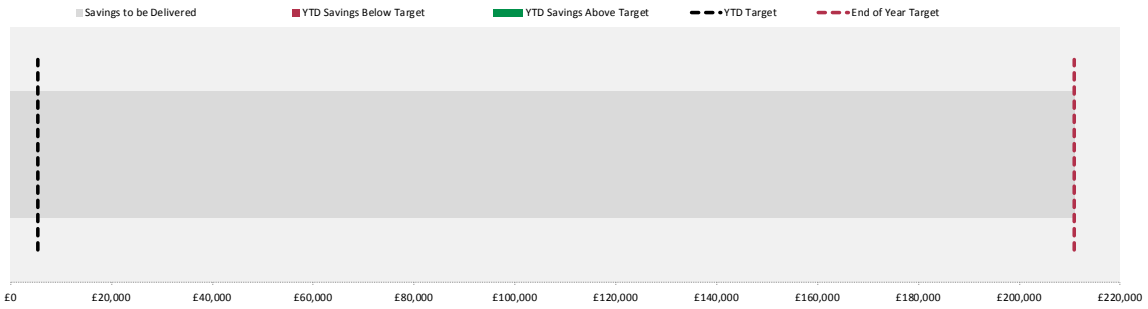 Savings to be Delivered YTD Savings Below Target YTD Savings Above Target YTD Target End of Year Target
£0 £20,000 £40,000 £60,000 £80,000 £100,000 £120,000 £140,000 £160,000 £180,000 £200,000 £220,000